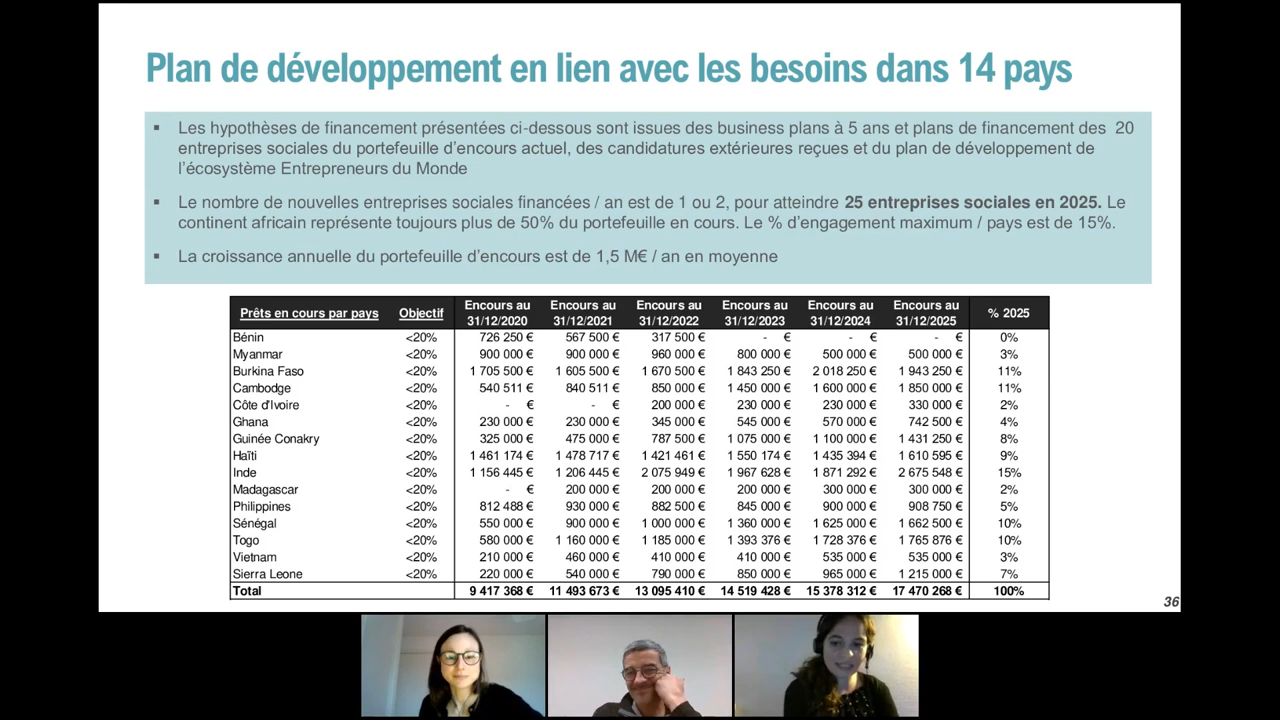 Plan de développement en lien avec les besoins dans 14 pays
▪ Les hypothèses de financement présentées ci-dessous sont issues des business plans à 5 ans et plans de financement des 20
entreprises sociales du portefeuille d'encours actuel, des candidatures extérieures reçues et du plan de développement de
l'écosystème Entrepreneurs du Monde
▪ Le nombre de nouvelles entreprises sociales financées / an est de 1 ou 2, pour atteindre 25 entreprises sociales en 2025. Le
continent africain représente toujours plus de 50% du portefeuille en cours. Le % d'engagement maximum / pays est de 15%.
▪ La croissance annuelle du portefeuille d'encours est de 1,5 M€ / an en moyenne
Prêts en cours par pays Objectif Encours au 31/12/2020 Encours au 31/12/2021 Encours au 31/12/2022 Encours au 31/12/2023 Encours au 31/12/2024 Encours au 31/12/2025 % 2025
Bénin <20% 726 250 € 567 500 € 317 500 € - € - € - € 0%
Myanmar <20% 900 000 € 900 000 € 960 000 € 800 000 € 500 000 € 500 000 € 3%
Burkina Faso <20% 1 705 500 € 1 605 500 € 1 670 500 € 1 843 250 € 2 018 250 € 1 943 250 € 11%
Cambodge <20% 540 511 € 840 511 € 850 000 € 1 450 000 € 1 600 000 € 1 850 000 € 11%
Côte d'Ivoire <20% - € - € 200 000 € 230 000 € 230 000 € 330 000 € 2%
Ghana <20% 230 000 € 230 000 € 345 000 € 545 000 € 570 000 € 742 500 € 4%
Guinée Conakry <20% 325 000 € 475 000 € 787 500 € 1 075 000 € 1 100 000 € 1 431 250 € 8%
Haïti <20% 1 461 174 € 1 478 717 € 1 421 461 € 1 550 174 € 1 435 394 € 1 610 595 € 9%
Inde <20% 1 156 445 € 1 206 445 € 2 075 949 € 1 967 628 € 1 871 292 € 2 675 548 € 15%
Madagascar <20% - € 200 000 € 200 000 € 200 000 € 300 000 € 300 000 € 2%
Philippines <20% 812 488 € 930 000 € 882 500 € 845 000 € 900 000 € 908 750 € 5%
Sénégal <20% 550 000 € 900 000 € 1 000 000 € 1 360 000 € 1 625 000 € 1 662 500 € 10%
Togo <20% 580 000 € 1 160 000 € 1 185 000 € 1 393 376 € 1 728 376 € 1 765 876 € 10%
Vietnam <20% 210 000 € 460 000 € 410 000 € 410 000 € 535 000 € 535 000 € 3%
Sierra Leone <20% 220 000 € 540 000 € 790 000 € 850 000 € 965 000 € 1 215 000 € 7%
Total 9 417 368 € 11 493 673 € 13 095 410 € 14 519 428 € 15 378 312 € 17 470 268 € 100%
36